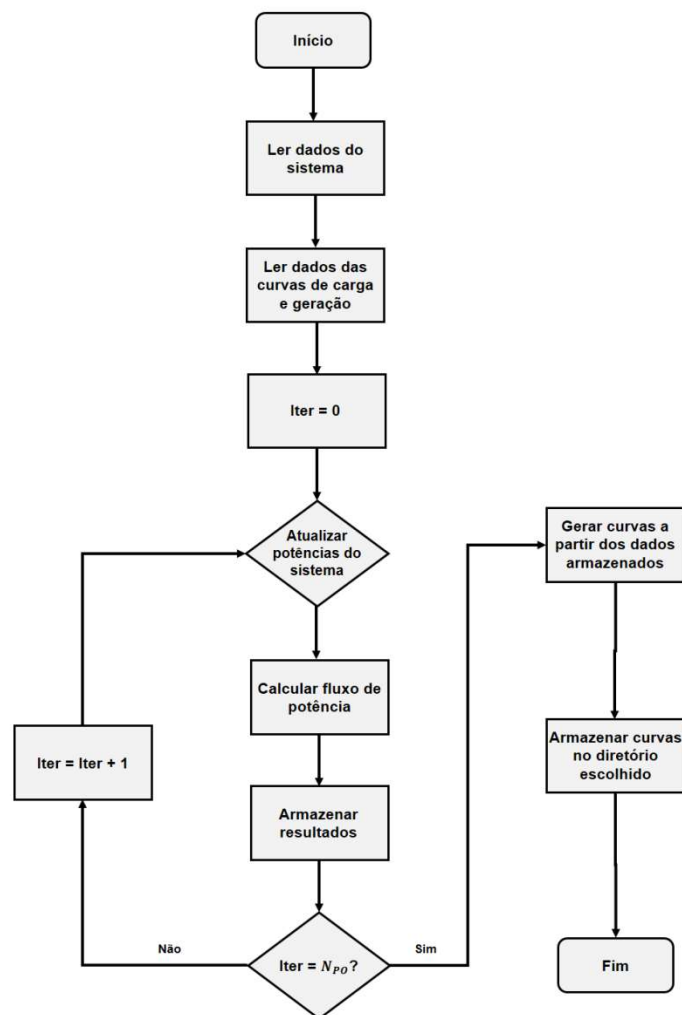 Início
Ler dados do
sistema
Ler dados das
curvas de carga
e geração
Iter = 0
Atualizar
potências do
sistema
Calcular fluxo de
potência
Armazenar
resultados
Iter = N_PO?
Não
Iter = Iter + 1
Sim
Gerar curvas a
partir dos dados
armazenados
Armazenar curvas
no diretório
escolhido
Fim